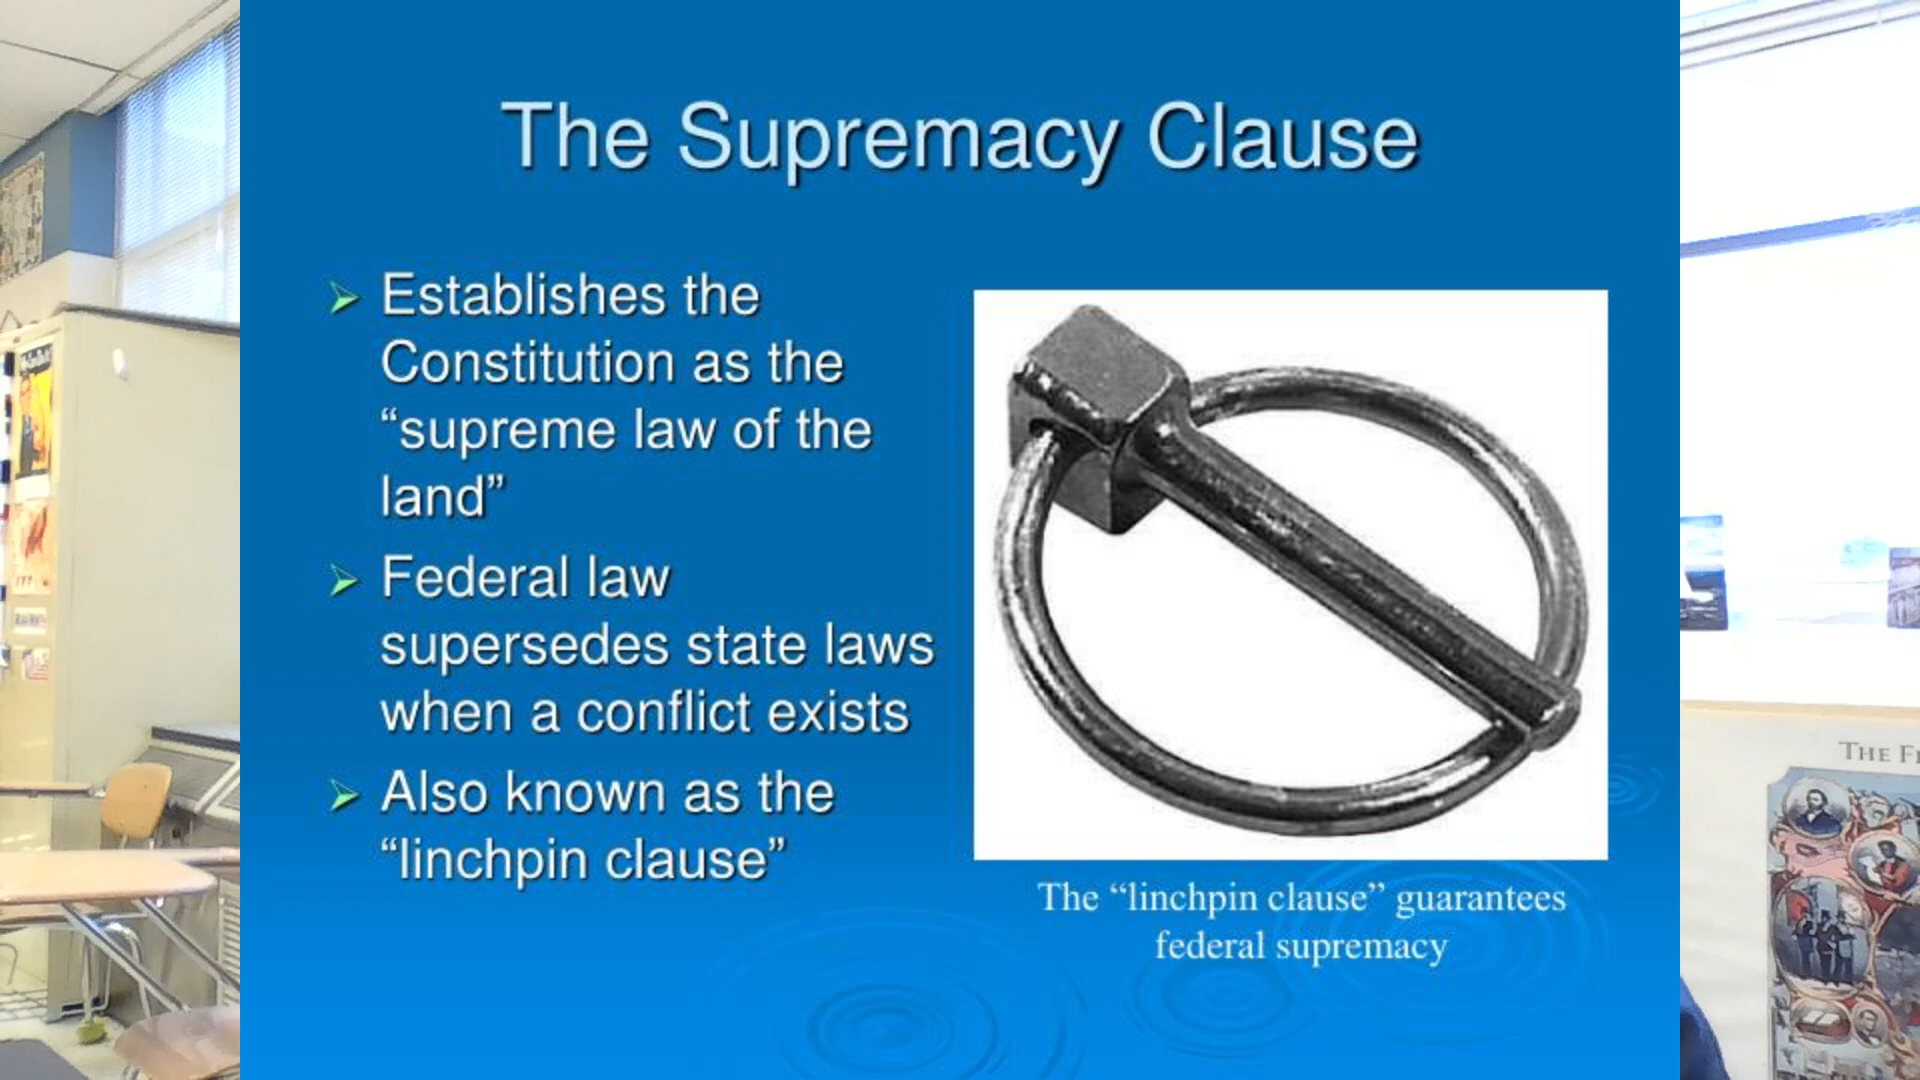 The Supremacy Clause
Establishes the
Constitution as the
“supreme law of the
land”
Federal law
supersedes state laws
when a conflict exists
Also known as the
“linchpin clause”
The “linchpin clause” guarantees
federal supremacy
THE F